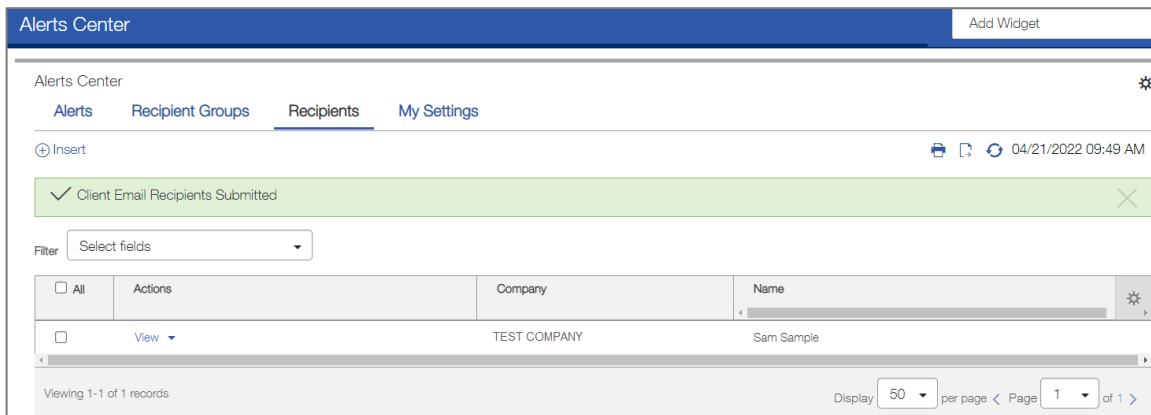 Alerts Center
Add Widget
Alerts Center
Alerts Recipient Groups Recipients My Settings
Insert 04/21/2022 09:49 AM
Client Email Recipients Submitted
Filter Select fields
All Actions Company Name
View TEST COMPANY Sam Sample
Viewing 1-1 of 1 records Display 50 per page < Page 1 of 1 >